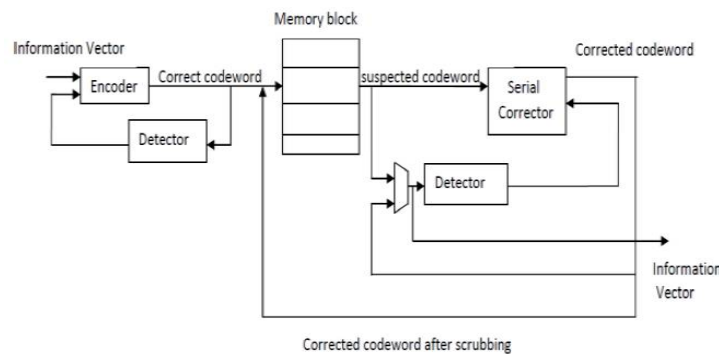 Memory block
Information Vector
Encoder
Correct codeword
suspected codeword
Corrected codeword
Serial
Corrector
Detector
Detector
Information
Vector
Corrected codeword after scrubbing